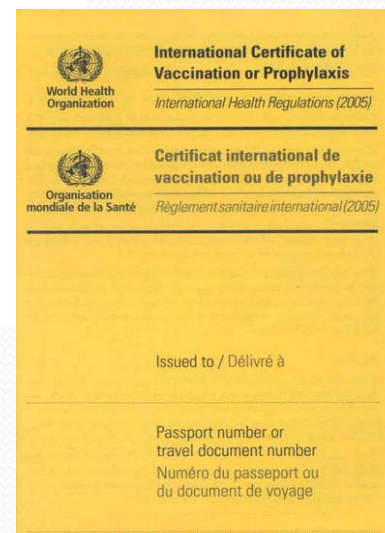 World Health
Organization
International Certificate of
Vaccination or Prophylaxis
International Health Regulations (2005)
Organisation
mondiale de la Santé
Certificat international de
vaccination ou de prophylaxie
Règlement sanitaire international (2005)
Issued to / Délivré à
Passport number or
travel document number
Numéro du passeport ou
du document de voyage